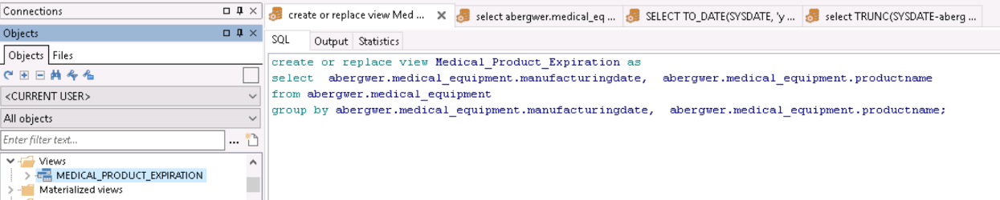 Connections
Objects
Objects Files
<CURRENT USER>
All objects
Enter filter text...
Views
MEDICAL_PRODUCT_EXPIRATION
Materialized views
create or replace view Med ...
select abergwer.medical_eq ...
SELECT TO_DATE(SYSDATE, 'y ...
select TRUNC(SYSDATE-aberg ...
SQL Output Statistics
create or replace view Medical_Product_Expiration as
select  abergwer.medical_equipment.manufacturingdate,  abergwer.medical_equipment.productname
from abergwer.medical_equipment
group by abergwer.medical_equipment.manufacturingdate,  abergwer.medical_equipment.productname;